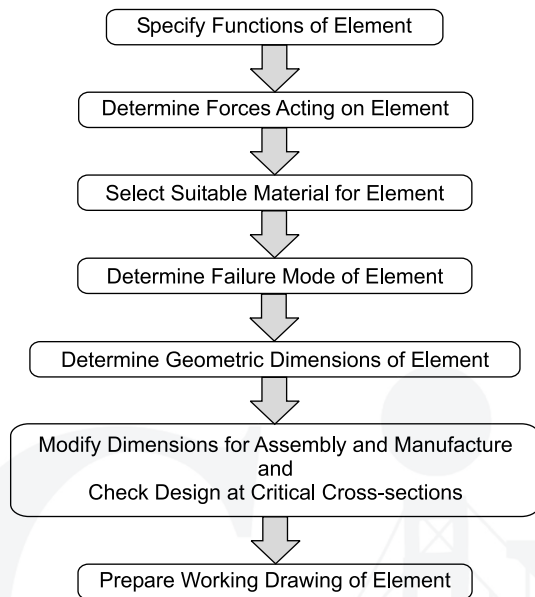 Specify Functions of Element
Determine Forces Acting on Element
Select Suitable Material for Element
Determine Failure Mode of Element
Determine Geometric Dimensions of Element
Modify Dimensions for Assembly and Manufacture
and
Check Design at Critical Cross-sections
Prepare Working Drawing of Element